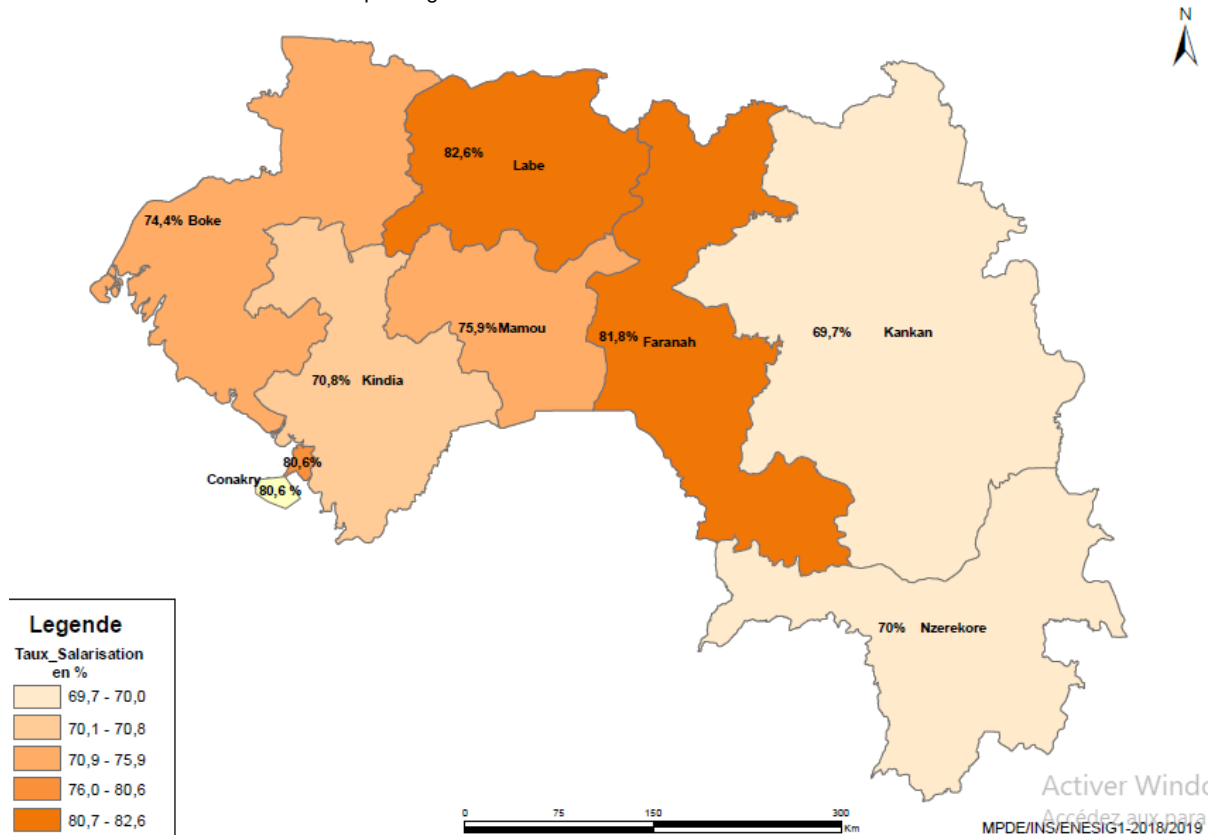 N
82,6% Labe
74,4% Boke
75,9% Mamou
81,8% Faranah
69,7% Kankan
70,8% Kindia
80,6%
Conakry
80,6 %
70% Nzerekore
Legende
Taux_Salarisation
en %
69,7 - 70,0
70,1 - 70,8
70,9 - 75,9
76,0 - 80,6
80,7 - 82,6
0 75 150 300
Km
Activer Windo
Accédez aux para
MPDE/INS/ENESIG1-2018/2019